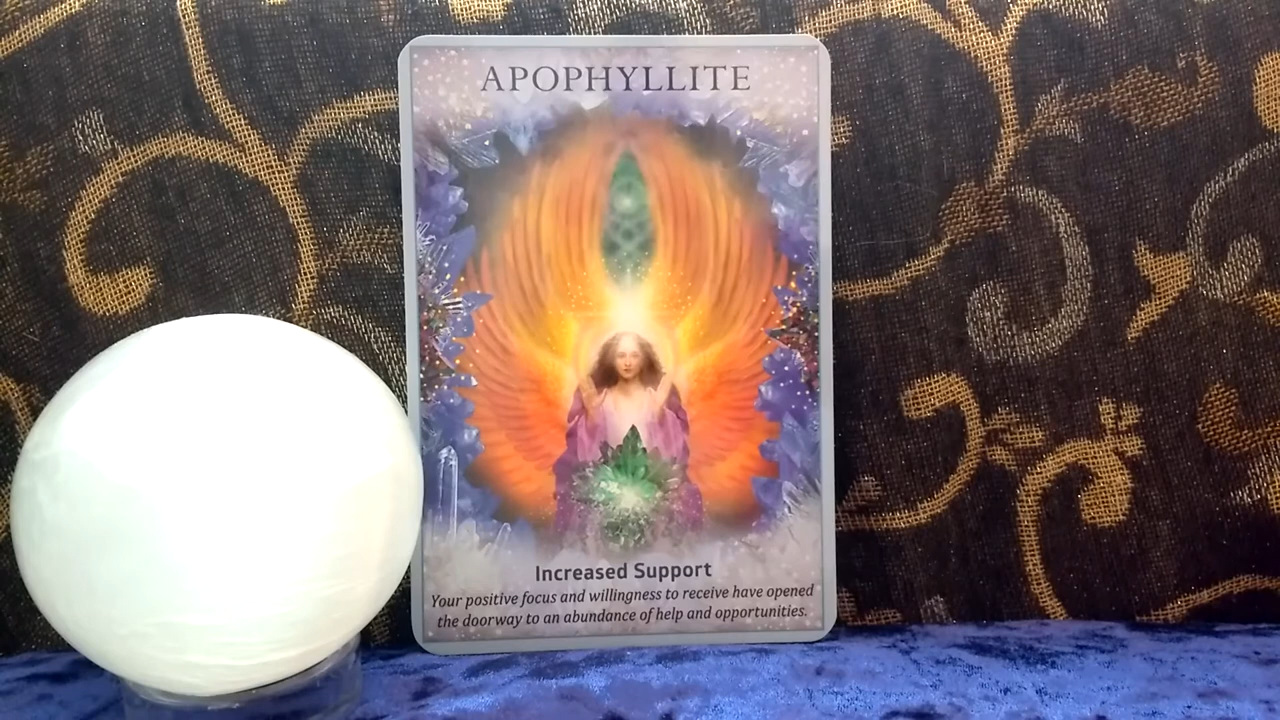 APOPHYLLITE
Increased Support
Your positive focus and willingness to receive have opened
the doorway to an abundance of help and opportunities.